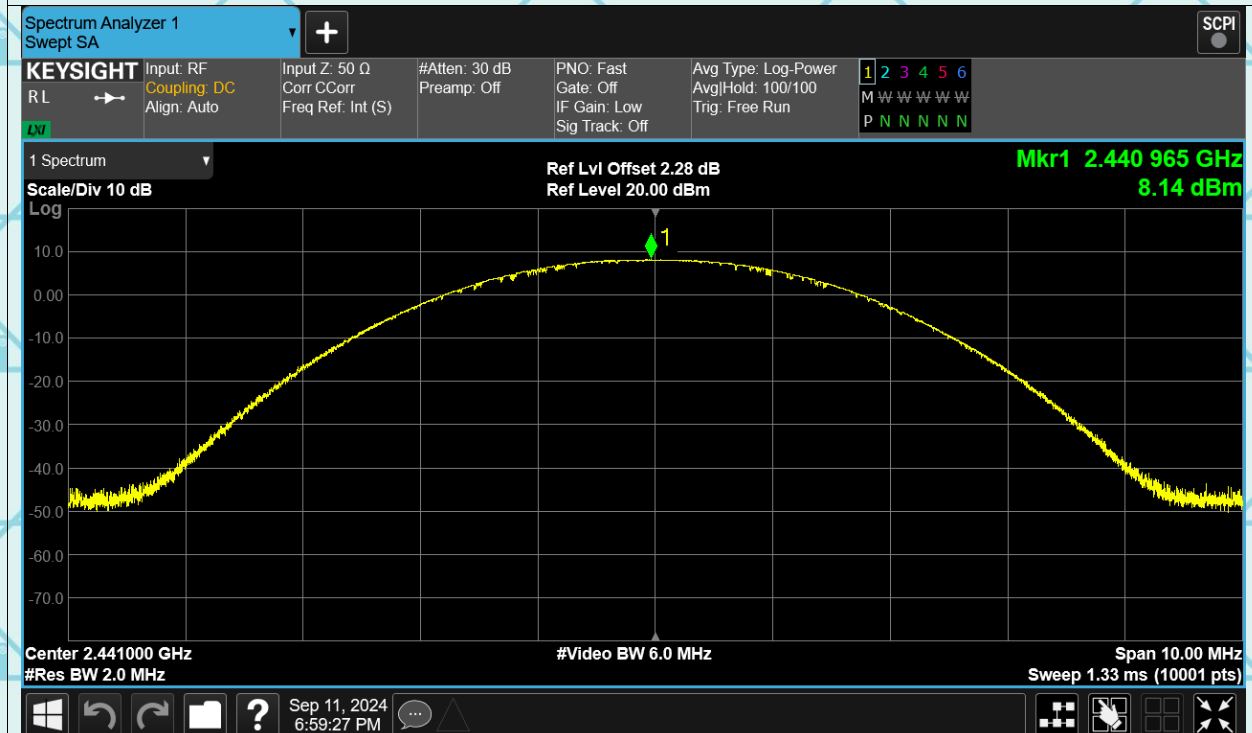 Spectrum Analyzer 1
Swept SA
+
SCPI
KEYSIGHT
RL
LXI
Input: RF
Coupling: DC
Align: Auto
Input Z: 50 Ω
Corr CCorr
Freq Ref: Int (S)
#Atten: 30 dB
Preamp: Off
PNO: Fast
Gate: Off
IF Gain: Low
Sig Track: Off
Avg Type: Log-Power
Avg|Hold: 100/100
Trig: Free Run
1 2 3 4 5 6
M W W W W W
P N N N N N
1 Spectrum
Scale/Div 10 dB
Log
Ref Lvl Offset 2.28 dB
Ref Level 20.00 dBm
Mkr1 2.440 965 GHz
8.14 dBm
1
10.0
0.00
-10.0
-20.0
-30.0
-40.0
-50.0
-60.0
-70.0
Center 2.441000 GHz
#Video BW 6.0 MHz
Span 10.00 MHz
#Res BW 2.0 MHz
Sweep 1.33 ms (10001 pts)
?
Sep 11, 2024
6:59:27 PM